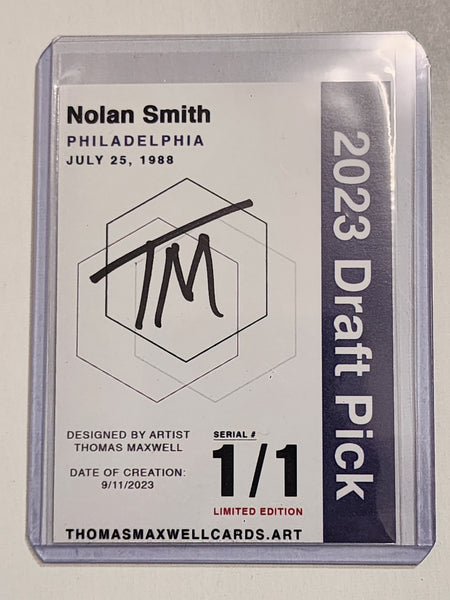 Nolan Smith
PHILADELPHIA
JULY 25, 1988
TM
DESIGNED BY ARTIST
THOMAS MAXWELL
DATE OF CREATION:
9/11/2023
SERIAL #
1/1
LIMITED EDITION
THOMASMAXWELLCARDS.ART
2023 Draft Pick